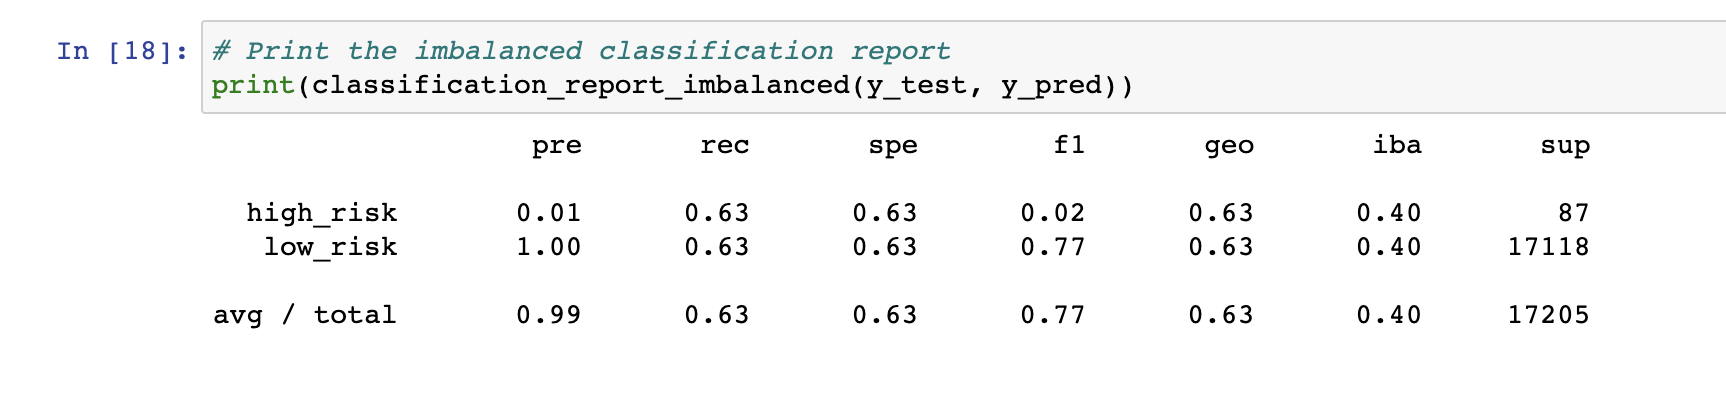 In [18]: # Print the imbalanced classification report
print(classification_report_imbalanced(y_test, y_pred))
pre rec spe f1 geo iba sup
high_risk 0.01 0.63 0.63 0.02 0.63 0.40 87
low_risk 1.00 0.63 0.63 0.77 0.63 0.40 17118
avg / total 0.99 0.63 0.63 0.77 0.63 0.40 17205